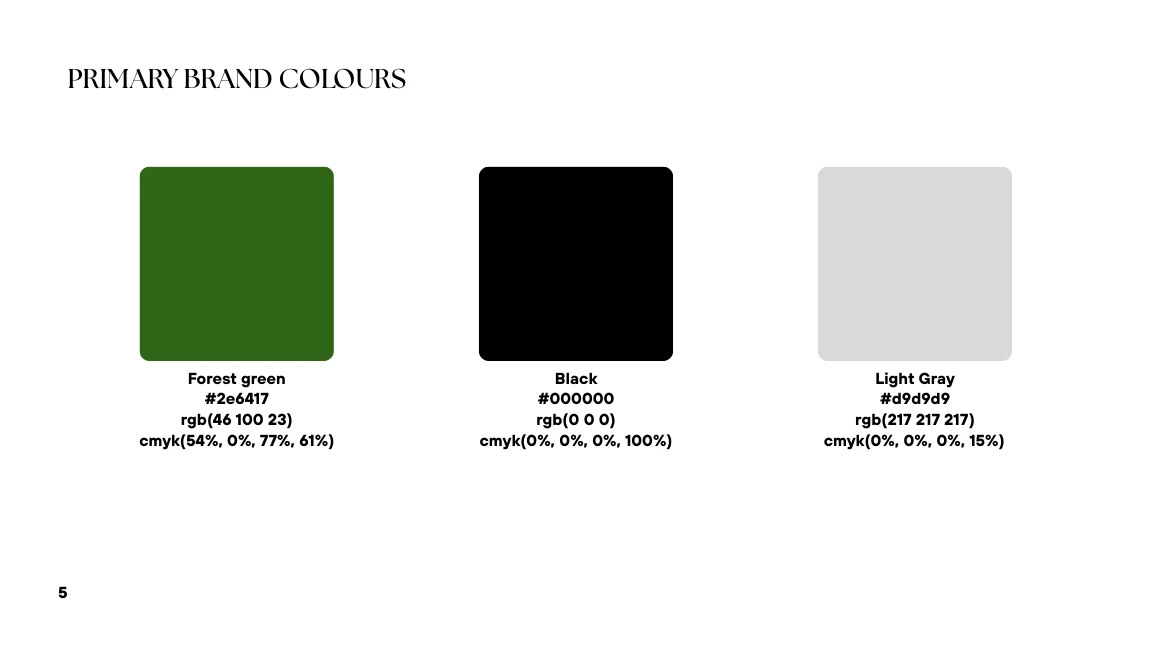 PRIMARY BRAND COLOURS
Forest green
#2e6417
rgb(46 100 23)
cmyk(54%, 0%, 77%, 61%)
Black
#000000
rgb(0 0 0)
cmyk(0%, 0%, 0%, 100%)
Light Gray
#d9d9d9
rgb(217 217 217)
cmyk(0%, 0%, 0%, 15%)
5